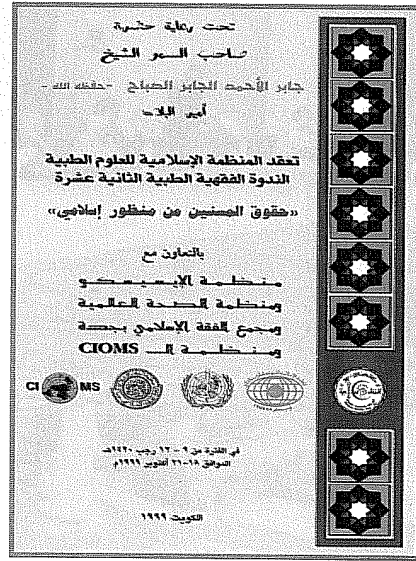 تحت رعاية حضرة
صاحب السمو الشيخ
جابر الأحمد الجابر الصباح - حفظه الله -
أمير البلاد
تعقد المنظمة الإسلامية للعلوم الطبية
الندوة الفقهية الطبية الثانية عشرة
«حقوق المسنين من منظور إسلامي»
بالتعاون مع
منظمة الإيسيسكو
ومنظمة الصحة العالمية
ومجمع الفقه الإسلامي بجدة
ومنظمة الـ CIOMS
CI MS
في الفترة من ٩ - ١٢ رجب ١٤٢٠هـ
الموافق ١٨-٢١ أكتوبر ١٩٩٩م
الكويت ١٩٩٩